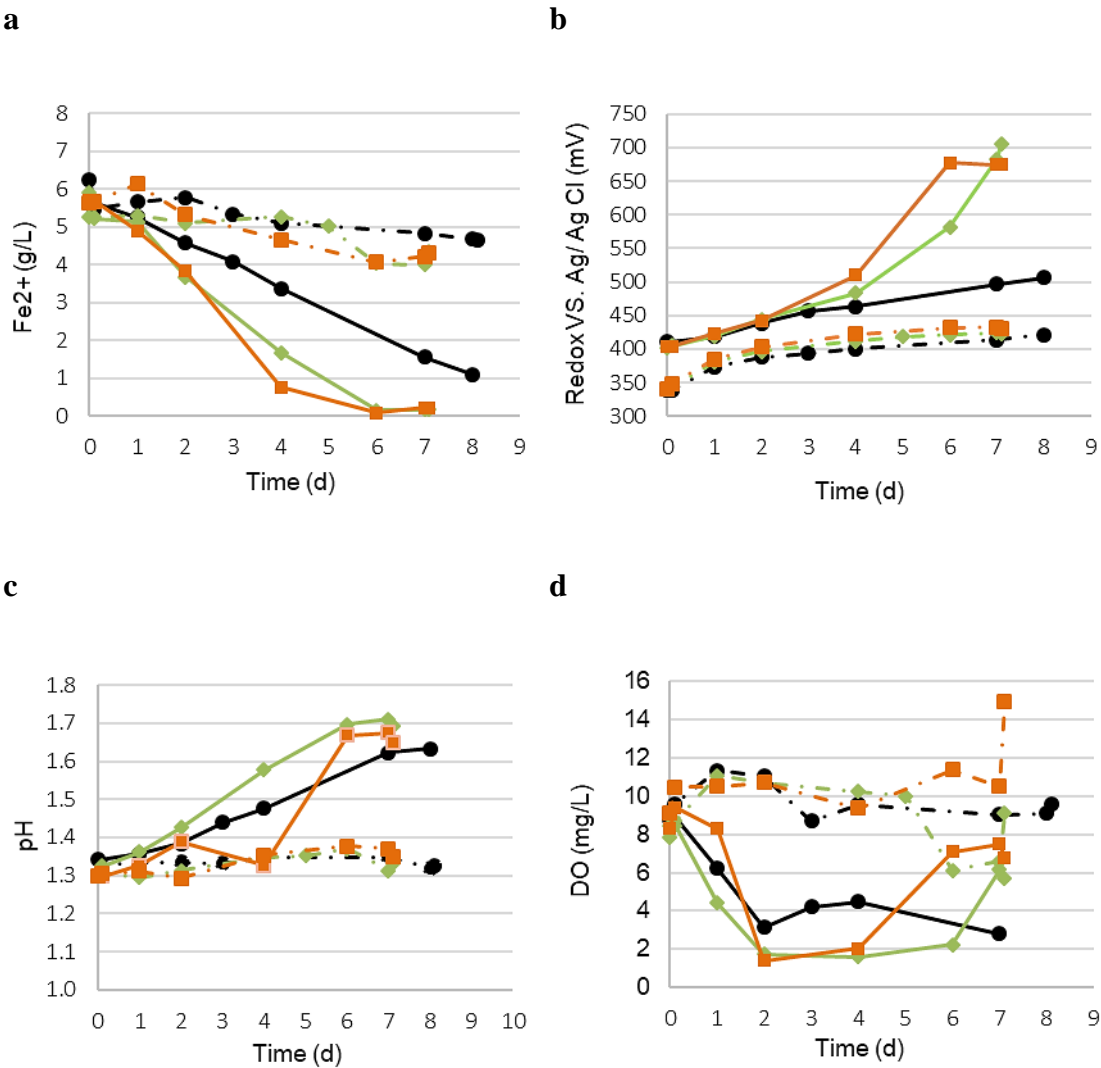 a
b
8
7
6
5
4
3
2
1
0
Fe2+ (g/L)
0 1 2 3 4 5 6 7 8 9
Time (d)
750
700
650
600
550
500
450
400
350
300
Redox VS. Ag/ Ag Cl (mV)
0 1 2 3 4 5 6 7 8 9
Time (d)
c
d
1.8
1.7
1.6
1.5
1.4
1.3
1.2
1.1
1.0
pH
0 1 2 3 4 5 6 7 8 9 10
Time (d)
16
14
12
10
8
6
4
2
0
DO (mg/L)
0 1 2 3 4 5 6 7 8 9
Time (d)